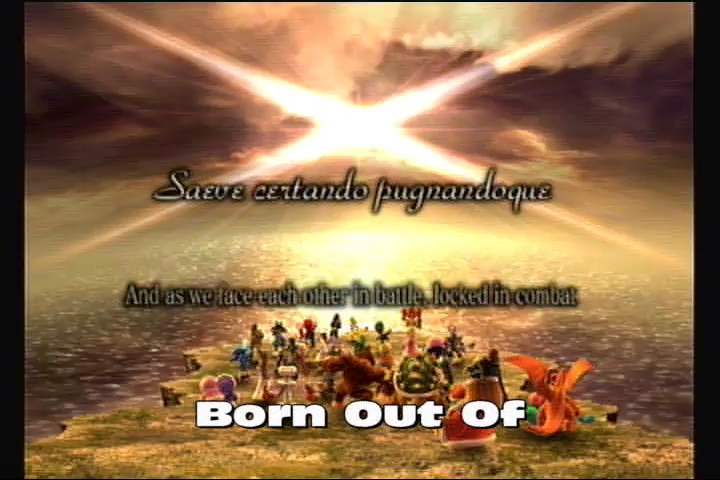 Saeve certando pugnandoque
And as we face each other in battle, locked in combat
Born Out Of